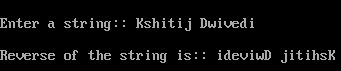 Enter a string:: Kshitij Dwivedi
Reverse of the string is:: ideviwD jitihsK